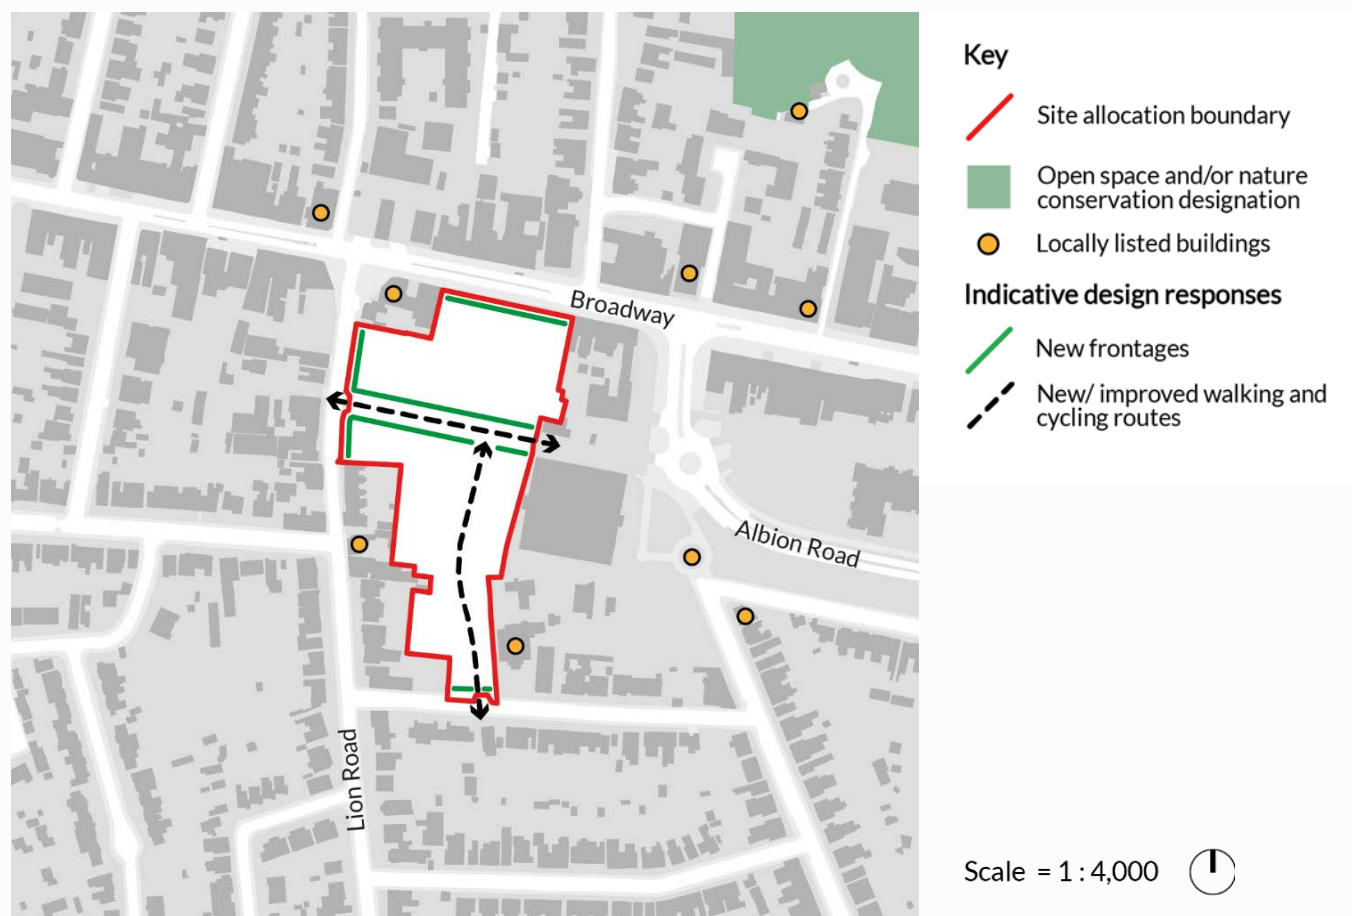 Key
Site allocation boundary
Open space and/or nature
conservation designation
Locally listed buildings
Indicative design responses
New frontages
New/ improved walking and
cycling routes
Broadway
Albion Road
Lion Road
Scale = 1 : 4,000